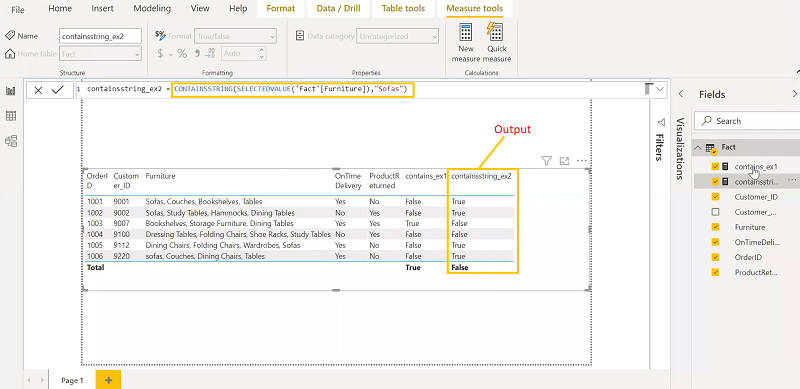 File Home Insert Modeling View Help Format Data / Drill Table tools Measure tools
Name containsstring_ex2 Format True/false Data category Uncategorized New measure Quick measure
Home table Fact $ % 9 Auto
Structure Formatting Properties Calculations
1 containsstring_ex2 = CONTAINSSTRING(SELECTEDVALUE('Fact'[Furniture]),"Sofas")
Output
OrderI D Custom er_ID Furniture OnTime Delivery ProductR eturned contains_ex1 containsstring_ex2
1001 9001 Sofas, Couches, Bookshelves, Tables Yes No False True
1002 9002 Sofas, Study Tables, Hammocks, Dining Tables No Yes False True
1003 9007 Bookshelves, Storage Furniture, Dining Tables Yes Yes True False
1004 9100 Dressing Tables, Folding Chairs, Shoe Racks, Study Tables No Yes False False
1005 9112 Dining Chairs, Folding Chairs, Wardrobes, Sofas Yes No False True
1006 9220 sofas, Couches, Dining Chairs, Tables Yes No False True
Total True False
Filters
Visualizations
Fields
Search
Fact
contains_ex1
containsstri...
Customer_ID
Customer_...
Furniture
OnTimeDeli...
OrderID
ProductRet...
Page 1 +